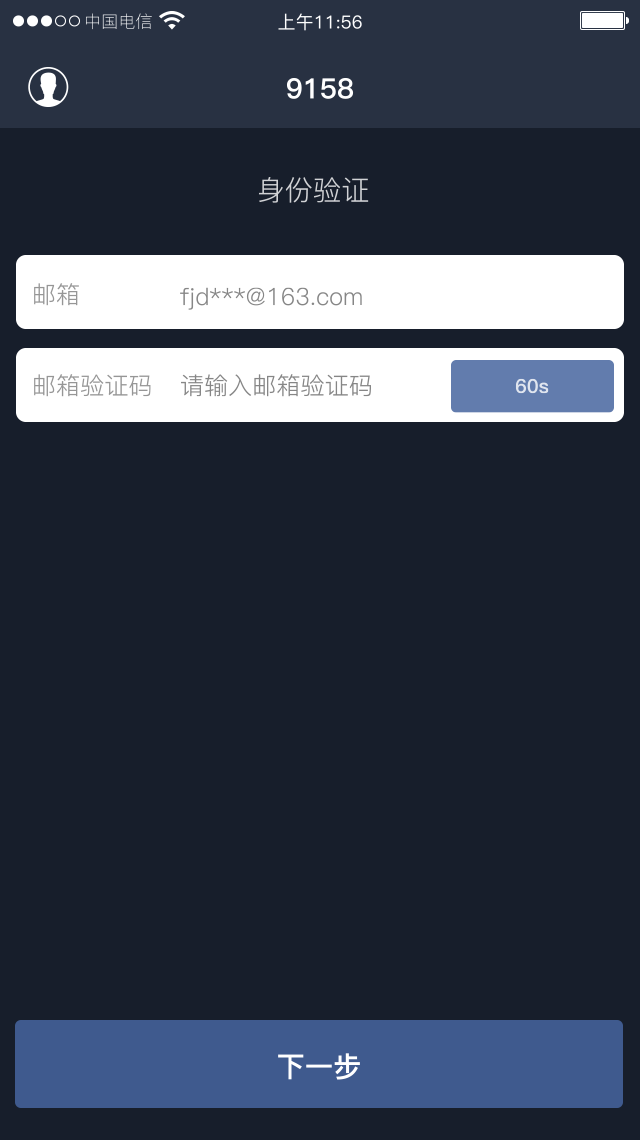 中国电信 上午11:56
9158
身份验证
邮箱 fjd***@163.com
邮箱验证码 请输入邮箱验证码 60s
下一步